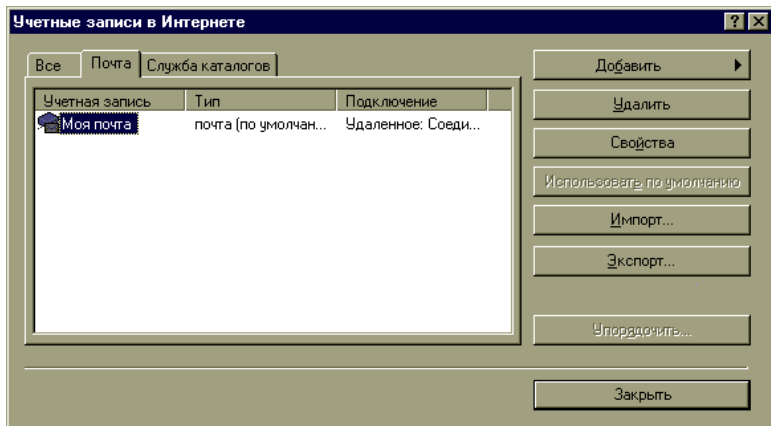 Учетные записи в Интернете
Все Почта Служба каталогов
Добавить
Учетная запись Тип Подключение
Удалить
Моя почта почта (по умолчан... Удаленное: Соеди...
Свойства
Использовать по умолчанию
Импорт...
Экспорт...
Упорядочить...
Закрыть